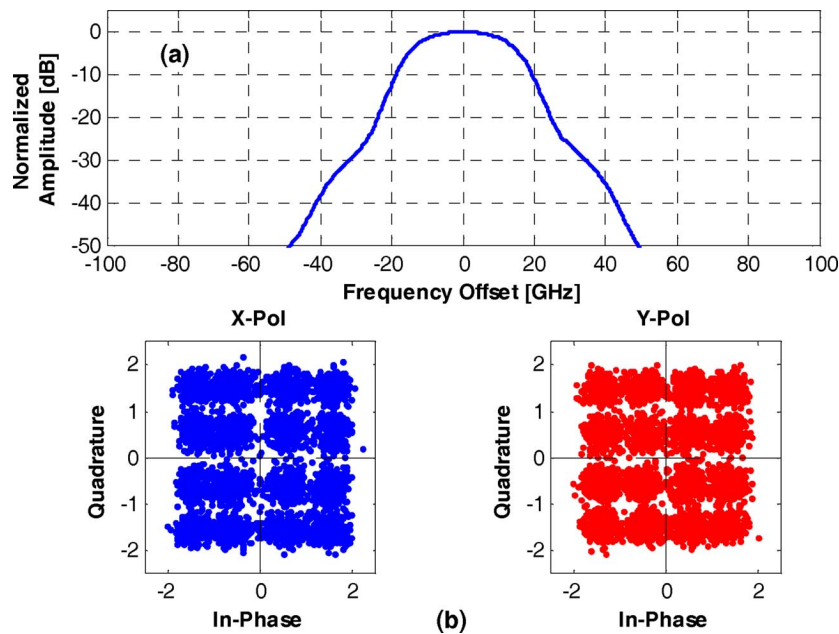 (a)
Normalized
Amplitude [dB]
0
-10
-20
-30
-40
-50
-100 -80 -60 -40 -20 0 20 40 60 80 100
Frequency Offset [GHz]
X-Pol
Quadrature
2
1
0
-1
-2
-2 0 2
In-Phase
Y-Pol
Quadrature
2
1
0
-1
-2
-2 0 2
In-Phase
(b)